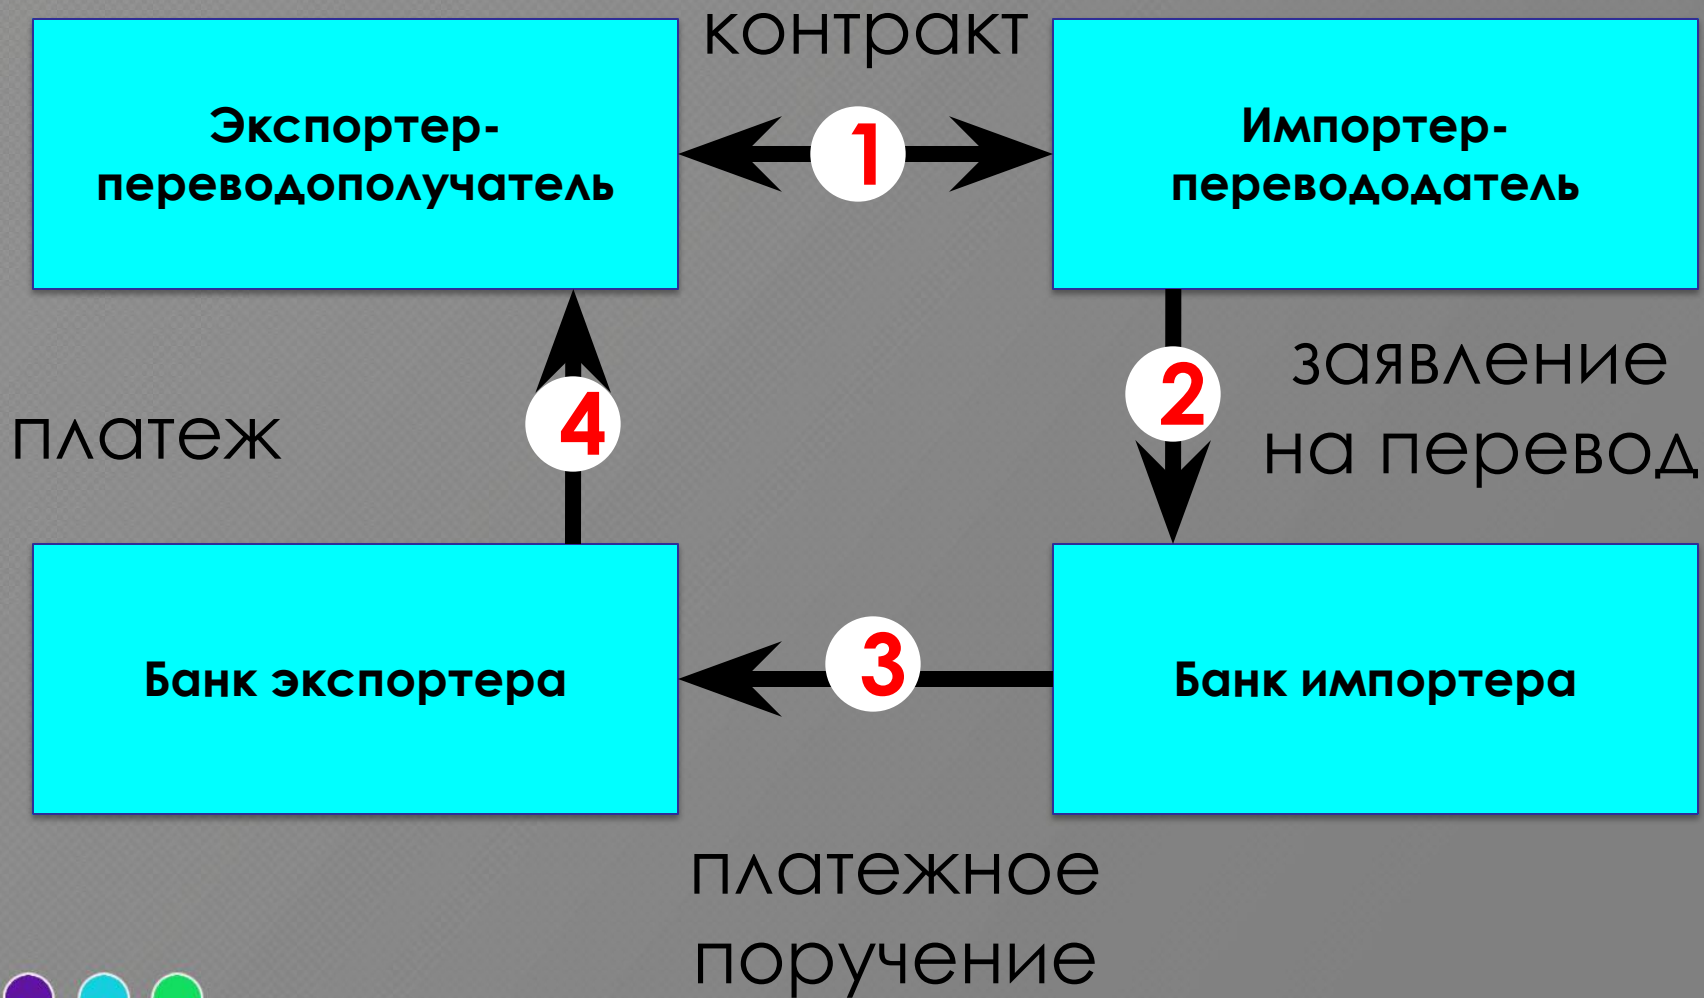 контракт
Экспортер-
переводополучатель
1
Импортер-
перевододатель
2
заявление
на перевод
4
платеж
Банк экспортера
3
Банк импортера
платежное
поручение